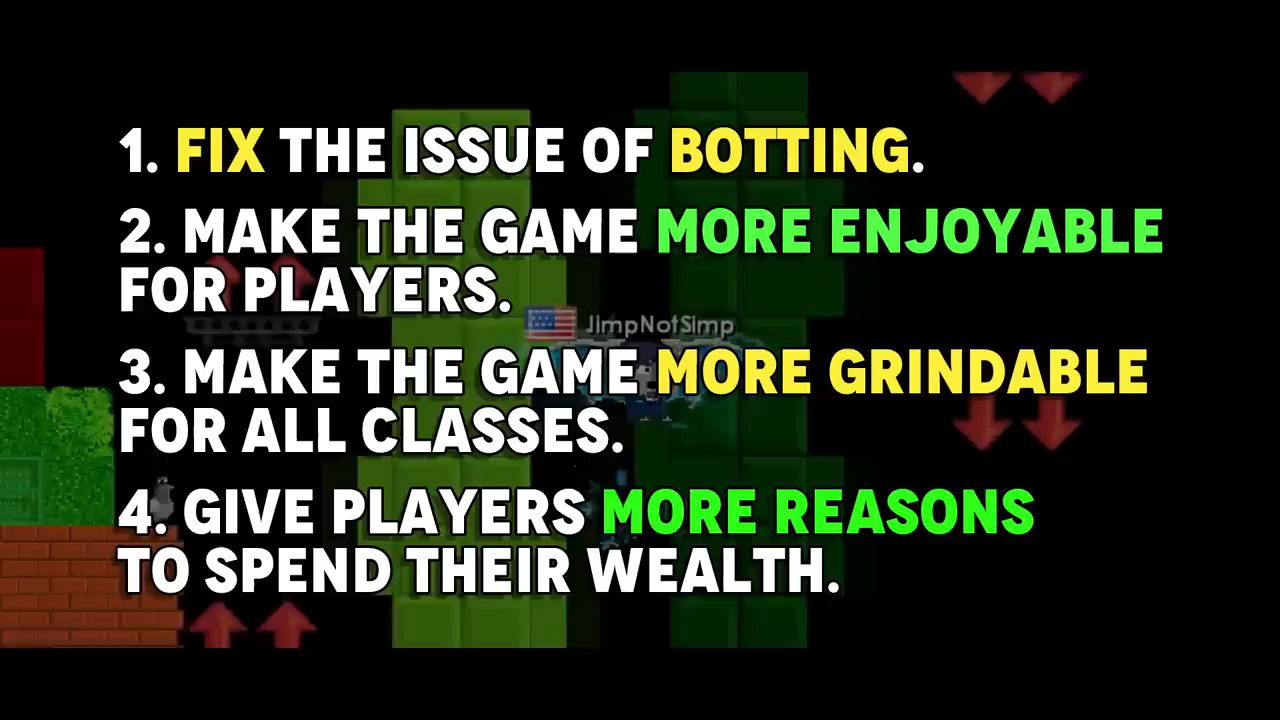 1. FIX THE ISSUE OF BOTTING.
2. MAKE THE GAME MORE ENJOYABLE
FOR PLAYERS.
JimpNotSimp
3. MAKE THE GAME MORE GRINDABLE
FOR ALL CLASSES.
4. GIVE PLAYERS MORE REASONS
TO SPEND THEIR WEALTH.